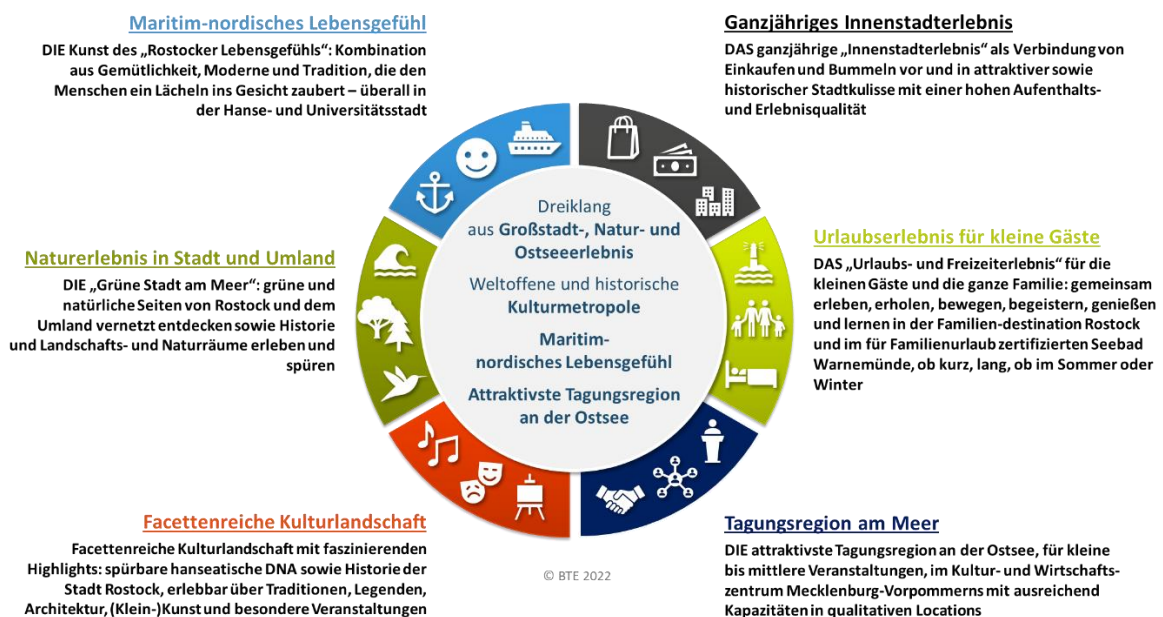 Maritim-nordisches Lebensgefühl
DIE Kunst des „Rostocker Lebensgefühls“: Kombination
aus Gemütlichkeit, Moderne und Tradition, die den
Menschen ein Lächeln ins Gesicht zaubert – überall in
der Hanse- und Universitätsstadt
Ganzjähriges Innenstadterlebnis
DAS ganzjährige „Innenstadterlebnis“ als Verbindung von
Einkaufen und Bummeln vor und in attraktiver sowie
historischer Stadtkulisse mit einer hohen Aufenthalts-
und Erlebnisqualität
Naturerlebnis in Stadt und Umland
DIE „Grüne Stadt am Meer“: grüne und
natürliche Seiten von Rostock und dem
Umland vernetzt entdecken sowie Historie
und Landschafts- und Naturräume erleben und
spüren
Dreiklang
aus Großstadt-, Natur- und
Ostseeerlebnis
Weltoffene und historische
Kulturmetropole
Maritim-
nordisches Lebensgefühl
Attraktivste Tagungsregion
an der Ostsee
Urlaubserlebnis für kleine Gäste
DAS „Urlaubs- und Freizeiterlebnis“ für die
kleinen Gäste und die ganze Familie: gemeinsam
erleben, erholen, bewegen, begeistern, genießen
und lernen in der Familien-destination Rostock
und im für Familienurlaub zertifizierten Seebad
Warnemünde, ob kurz, lang, ob im Sommer oder
Winter
Facettenreiche Kulturlandschaft
Facettenreiche Kulturlandschaft mit faszinierenden
Highlights: spürbare hanseatische DNA sowie Historie der
Stadt Rostock, erlebbar über Traditionen, Legenden,
Architektur, (Klein-)Kunst und besondere Veranstaltungen
© BTE 2022
Tagungsregion am Meer
DIE attraktivste Tagungsregion an der Ostsee, für kleine
bis mittlere Veranstaltungen, im Kultur- und Wirtschafts-
zentrum Mecklenburg-Vorpommerns mit ausreichend
Kapazitäten in qualitativen Locations